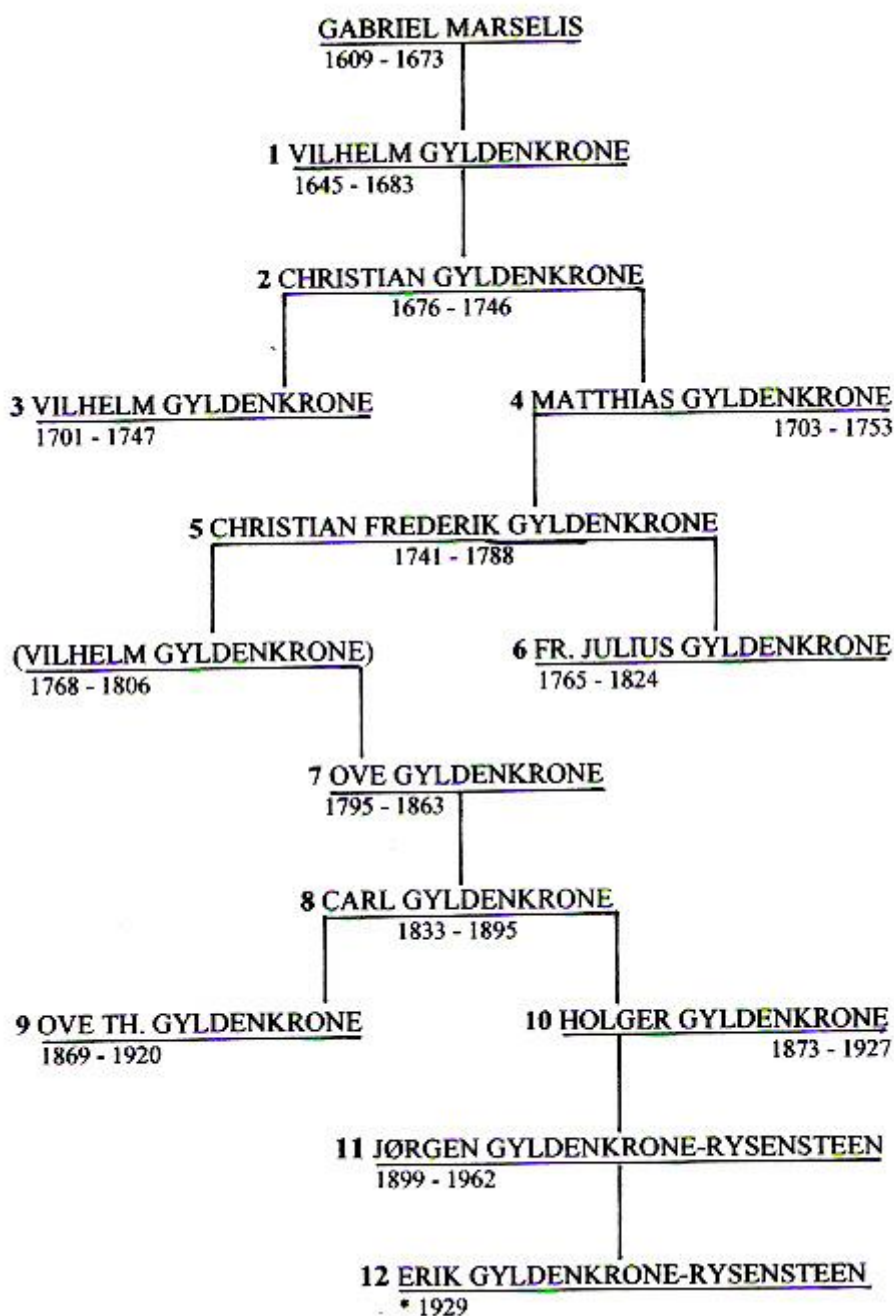 GABRIEL MARSELIS
1609 - 1673
1 VILHELM GYLDENKRONE
1645 - 1683
2 CHRISTIAN GYLDENKRONE
1676 - 1746
3 VILHELM GYLDENKRONE
1701 - 1747
4 MATTHIAS GYLDENKRONE
1703 - 1753
5 CHRISTIAN FREDERIK GYLDENKRONE
1741 - 1788
(VILHELM GYLDENKRONE)
1768 - 1806
6 FR. JULIUS GYLDENKRONE
1765 - 1824
7 OVE GYLDENKRONE
1795 - 1863
8 CARL GYLDENKRONE
1833 - 1895
9 OVE TH. GYLDENKRONE
1869 - 1920
10 HOLGER GYLDENKRONE
1873 - 1927
11 JØRGEN GYLDENKRONE-RYSENSTEEN
1899 - 1962
12 ERIK GYLDENKRONE-RYSENSTEEN
* 1929